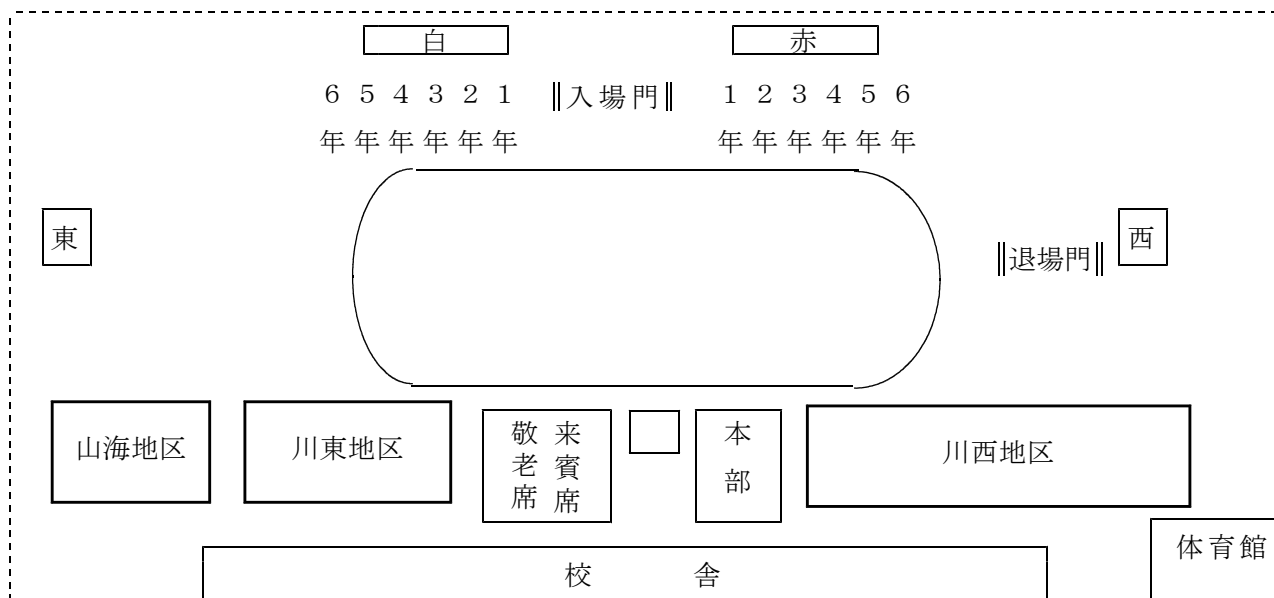 白 赤
６ ５ ４ ３ ２ １ 入場門 １ ２ ３ ４ ５ ６
年 年 年 年 年 年 年 年 年 年 年 年
東 西
退場門
山海地区 川東地区 来賓席 敬老席 本部 川西地区
体育館
校 舎